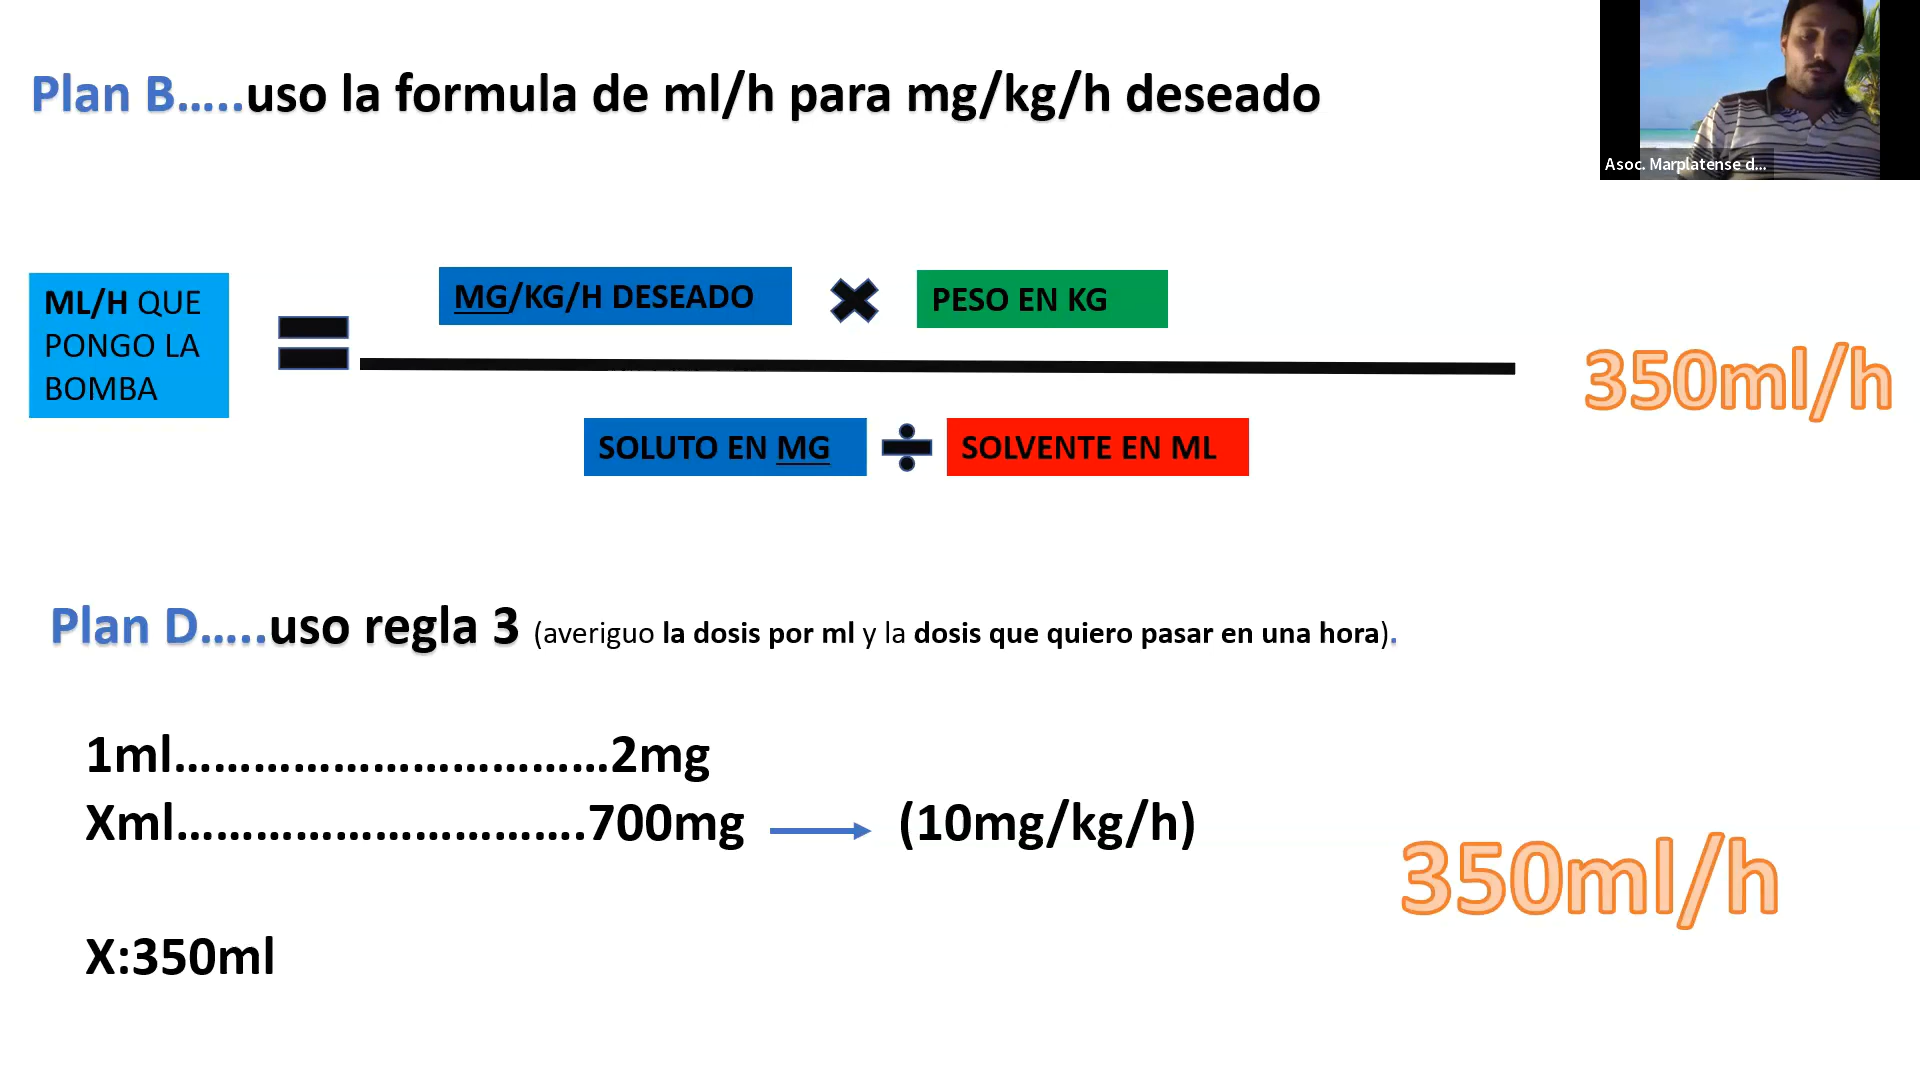 Plan B…..uso la formula de ml/h para mg/kg/h deseado
Asoc. Marplatense d...
ML/H QUE
PONGO LA
BOMBA
MG/KG/H DESEADO
PESO EN KG
350ml/h
SOLUTO EN MG
SOLVENTE EN ML
Plan D…..uso regla 3 (averiguo la dosis por ml y la dosis que quiero pasar en una hora).
1ml……………………………2mg
Xml………………………….700mg (10mg/kg/h)
350ml/h
X:350ml